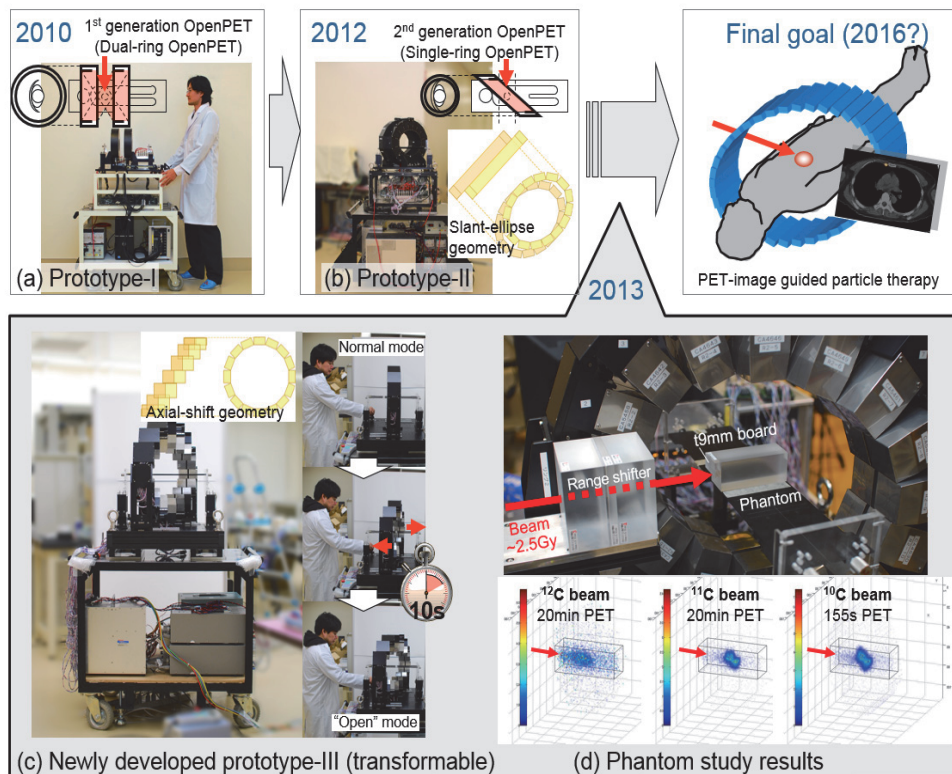 2010
1st generation OpenPET
(Dual-ring OpenPET)
(a) Prototype-I
2012
2nd generation OpenPET
(Single-ring OpenPET)
Slant-ellipse
geometry
(b) Prototype-II
Final goal (2016?)
PET-image guided particle therapy
2013
Axial-shift geometry
Normal mode
10s
"Open" mode
(c) Newly developed prototype-III (transformable)
t9mm board
Range shifter
Phantom
Beam
~2.5Gy
12C beam
20min PET
11C beam
20min PET
10C beam
155s PET
(d) Phantom study results